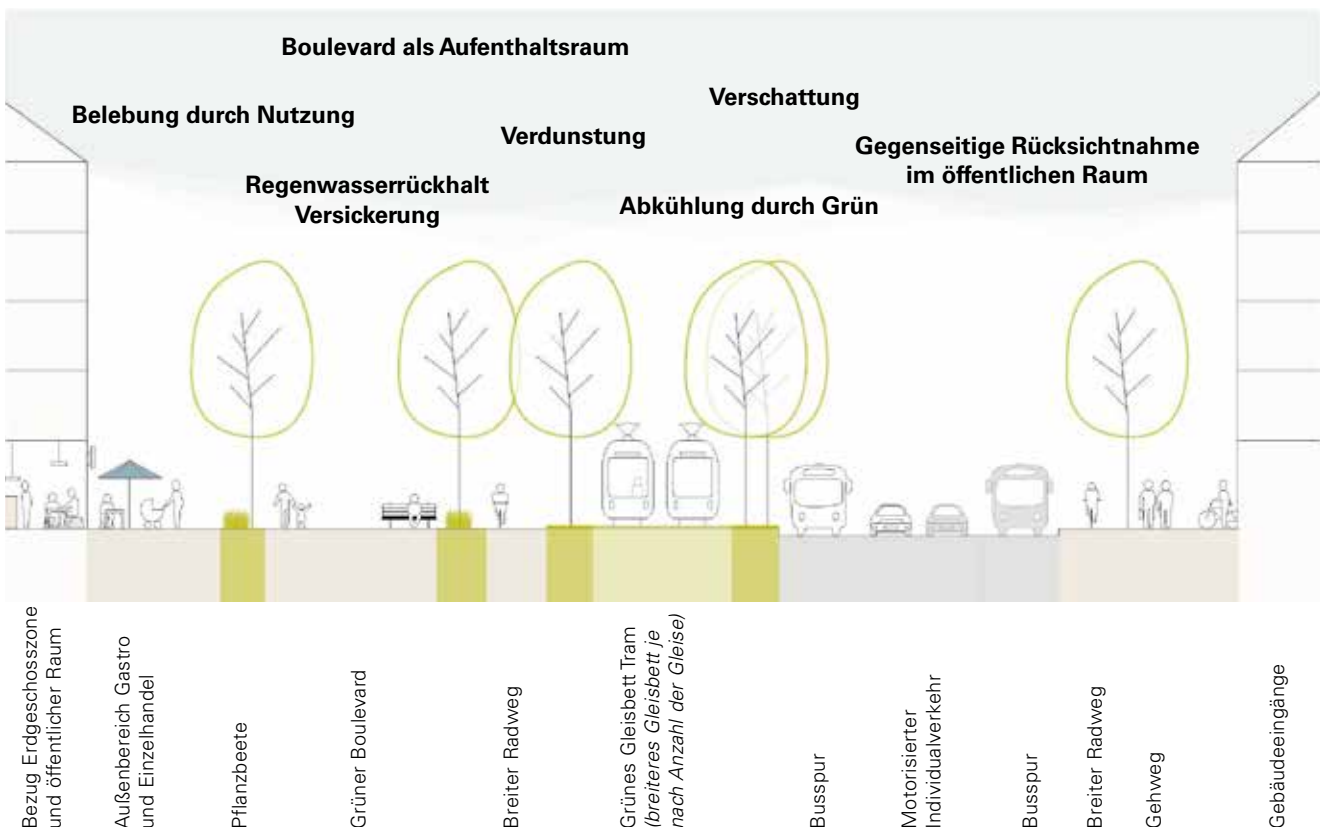 Boulevard als Aufenthaltsraum
Verschattung
Belebung durch Nutzung
Verdunstung
Gegenseitige Rücksichtnahme
im öffentlichen Raum
Regenwasserrückhalt
Versickerung
Abkühlung durch Grün
Bezug Erdgeschosszone
und öffentlicher Raum
Außenbereich Gastro
und Einzelhandel
Pflanzbeete
Grüner Boulevard
Breiter Radweg
Grünes Gleisbett Tram
(breiteres Gleisbett je
nach Anzahl der Gleise)
Busspur
Motorisierter
Individualverkehr
Busspur
Breiter Radweg
Gehweg
Gebäudeeingänge